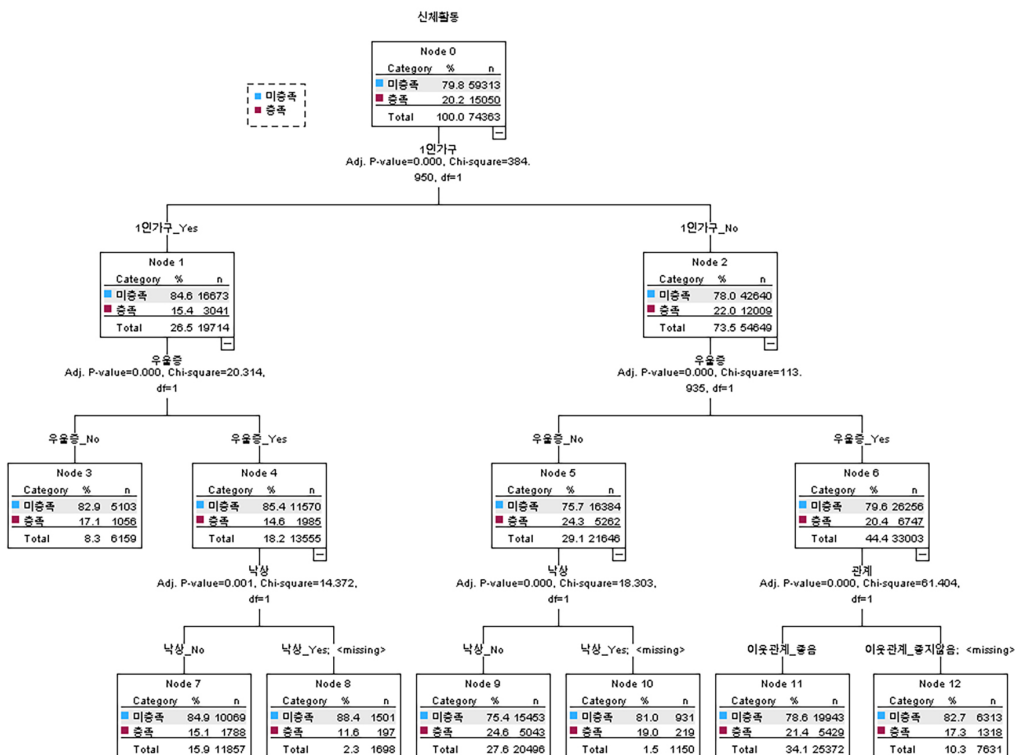 신체활동
Node 0
Category % n
미충족 79.8 59313
충족 20.2 15050
Total 100.0 74363
미충족
충족
1인가구
Adj. P-value=0.000, Chi-square=384.
950, df=1
1인가구_Yes
1인가구_No
Node 1
Category % n
미충족 84.6 16673
충족 15.4 3041
Total 26.5 19714
Node 2
Category % n
미충족 78.0 42640
충족 22.0 12009
Total 73.5 54649
우울증
Adj. P-value=0.000, Chi-square=20.314,
df=1
우울증
Adj. P-value=0.000, Chi-square=113.
935, df=1
우울증_No
우울증_Yes
우울증_No
우울증_Yes
Node 3
Category % n
미충족 82.9 5103
충족 17.1 1056
Total 8.3 6159
Node 4
Category % n
미충족 85.4 11570
충족 14.6 1985
Total 18.2 13555
Node 5
Category % n
미충족 75.7 16384
충족 24.3 5262
Total 29.1 21646
Node 6
Category % n
미충족 79.6 26256
충족 20.4 6747
Total 44.4 33003
낙상
Adj. P-value=0.001, Chi-square=14.372,
df=1
낙상
Adj. P-value=0.000, Chi-square=18.303,
df=1
관계
Adj. P-value=0.000, Chi-square=61.404,
df=1
낙상_No
낙상_Yes; <missing>
낙상_No
낙상_Yes; <missing>
이웃관계_좋음
이웃관계_좋지않음; <missing>
Node 7
Category % n
미충족 84.9 10069
충족 15.1 1788
Total 15.9 11857
Node 8
Category % n
미충족 88.4 1501
충족 11.6 197
Total 2.3 1698
Node 9
Category % n
미충족 75.4 15453
충족 24.6 5043
Total 27.6 20496
Node 10
Category % n
미충족 81.0 931
충족 19.0 219
Total 1.5 1150
Node 11
Category % n
미충족 78.6 19943
충족 21.4 5429
Total 34.1 25372
Node 12
Category % n
미충족 82.7 6313
충족 17.3 1318
Total 10.3 7631